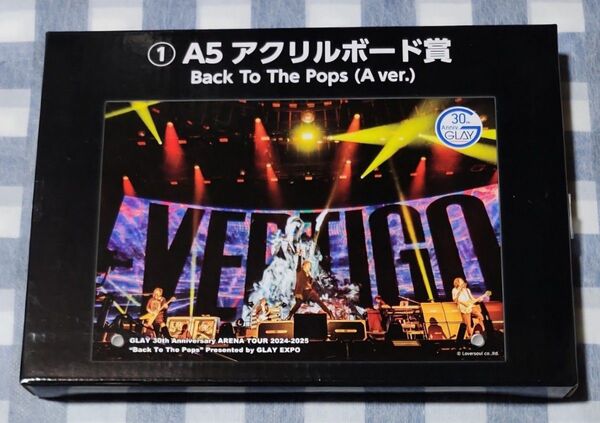 ① A5 アクリルボード賞
Back To The Pops (A ver.)
30th
Anniv.
GLAY
VERTIGO
GLAY 30th Anniversary ARENA TOUR 2024-2025
"Back To The Pops" Presented by GLAY EXPO
© Loversoul co.,ltd.